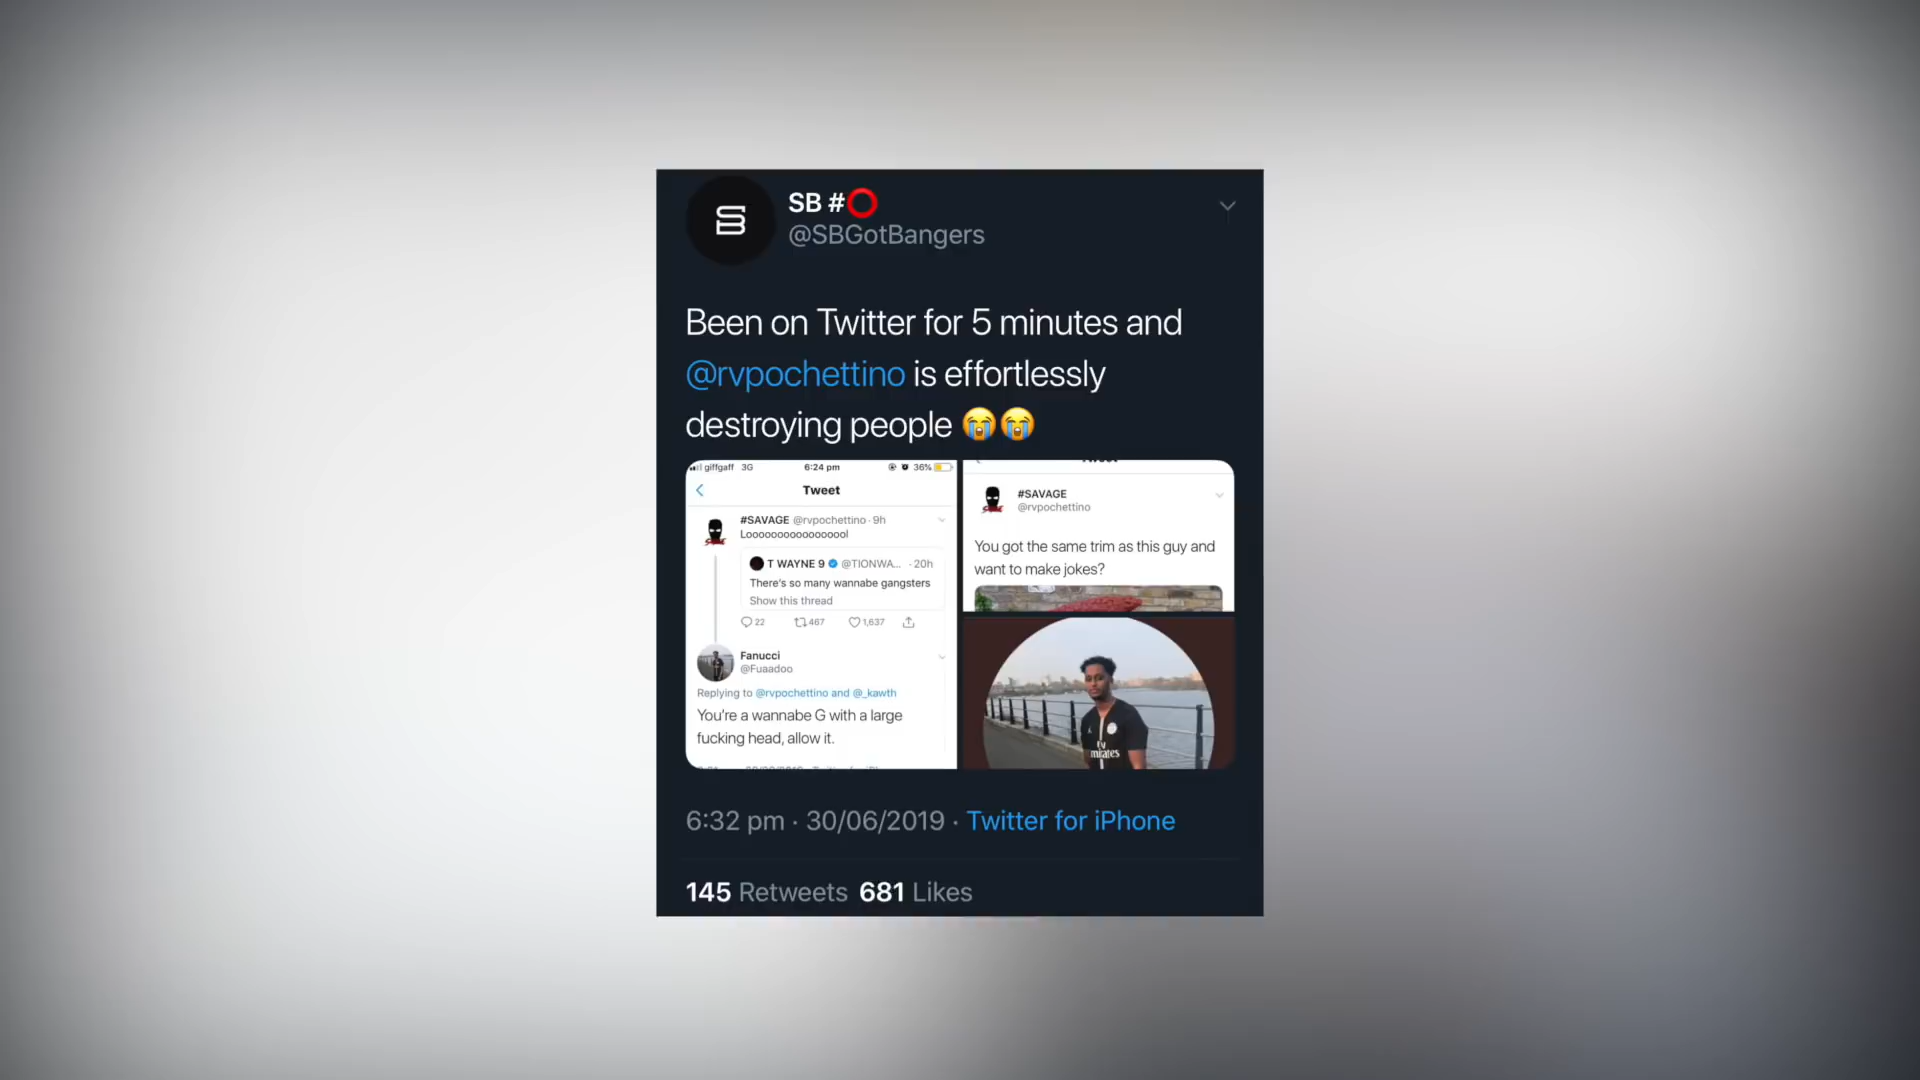 SB #⭕
@SBGotBangers
Been on Twitter for 5 minutes and
@rvpochettino is effortlessly
destroying people 😭😭
giffgaff 3G 6:24 pm 36%
Tweet
#SAVAGE @rvpochettino · 9h
Looooooooooooooool
T WAYNE 9 @TIONWA... · 20h
There's so many wannabe gangsters
Show this thread
22 467 1,637
Fanucci
@Fuaadoo
Replying to @rvpochettino and @_kawth
You're a wannabe G with a large
fucking head, allow it.
#SAVAGE
@rvpochettino
You got the same trim as this guy and
want to make jokes?
Fly
Emirates
6:32 pm · 30/06/2019 · Twitter for iPhone
145 Retweets 681 Likes